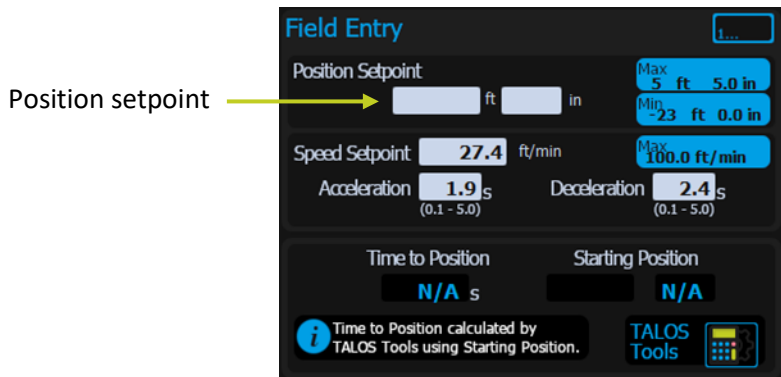 Field Entry
1...
Position Setpoint
ft in
Max
5 ft 5.0 in
Min
-23 ft 0.0 in
Position setpoint
Speed Setpoint 27.4 ft/min
Max
100.0 ft/min
Acceleration 1.9 s
(0.1 - 5.0)
Deceleration 2.4 s
(0.1 - 5.0)
Time to Position
N/A s
Starting Position
N/A
i
Time to Position calculated by
TALOS Tools using Starting Position.
TALOS
Tools